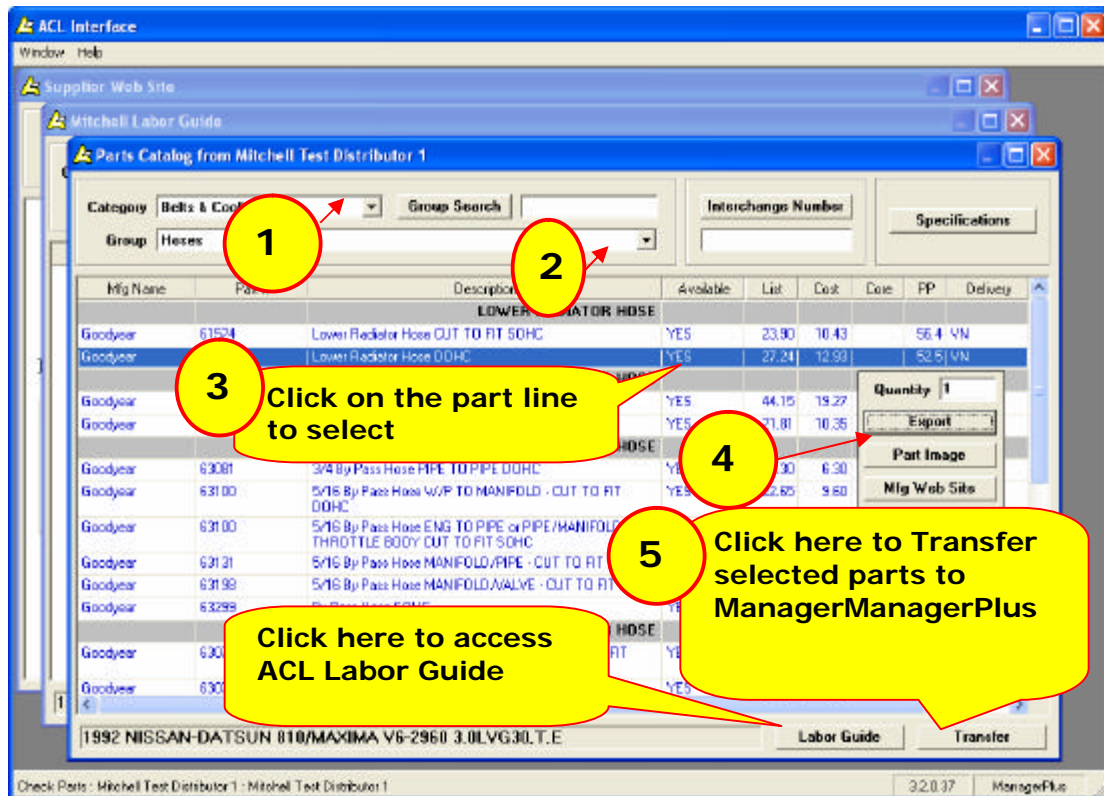 ACL Interface
Window Help
Supplier Web Site
Mitchell Labor Guide
Parts Catalog from Mitchell Test Distributor 1
Category Belts & Cool Group Search Interchange Number Specifications
Group Hoses
1
2
Mfg Name Description Available List Cost Core PP Delivery
LOWER RADIATOR HOSE
Goodyear 61524 Lower Radiator Hose CUT TO FIT SOHC YES 23.90 10.43 56.4 VN
Goodyear Lower Radiator Hose DOHC YES 27.24 12.93 52.5 VN
3 Click on the part line
to select
Quantity 1
Goodyear YES 44.15 19.27
Goodyear YES 21.81 10.35
Export
HOSE
4
Part Image
Goodyear 63081 3/4 By Pass Hose PIPE TO PIPE DOHC 6.30
Goodyear 63100 5/16 By Pass Hose W/P TO MANIFOLD - CUT TO FIT YES 9.60
DOHC
Mfg Web Site
Goodyear 63100 5/16 By Pass Hose ENG TO PIPE or PIPE/MANIFOLD
THROTTLE BODY CUT TO FIT SOHC
Goodyear 63131 5/16 By Pass Hose MANIFOLD/PIPE - CUT TO FIT
Goodyear 63193 5/16 By Pass Hose MANIFOLD/VALVE - CUT TO FIT
Goodyear 63299 By Pass Hose SOHC
5 Click here to Transfer
selected parts to
ManagerManagerPlus
HOSE
Goodyear FIT
Goodyear YES
Click here to access
ACL Labor Guide
1992 NISSAN-DATSUN 810/MAXIMA V6-2960 3.0L VG30,T,E Labor Guide Transfer
Check Parts : Mitchell Test Distributor 1 : Mitchell Test Distributor 1 3.2.0.37 ManagerPlus